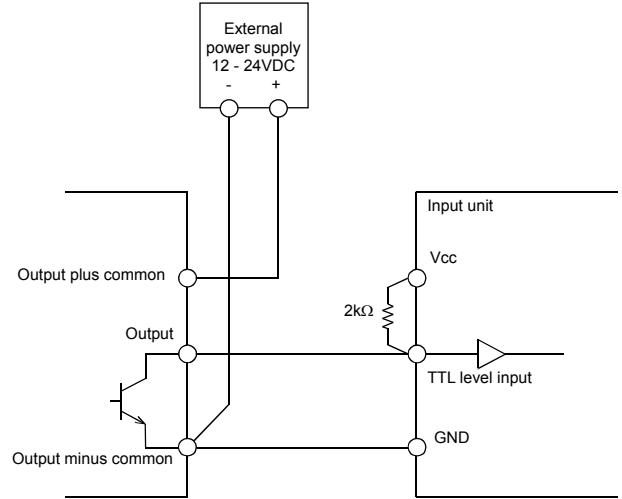 External
power supply
12 - 24VDC
- +
Input unit
Vcc
Output plus common
2kΩ
Output
TTL level input
GND
Output minus common